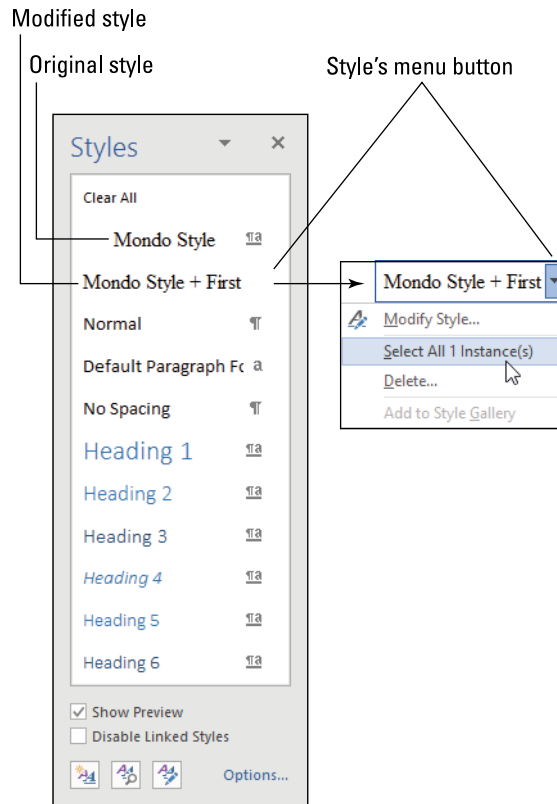 Modified style
Original style
Style's menu button
Styles
Clear All
Mondo Style ¶a
Mondo Style + First
Normal ¶
Default Paragraph Fo a
No Spacing ¶
Heading 1 ¶a
Heading 2 ¶a
Heading 3 ¶a
Heading 4 ¶a
Heading 5 ¶a
Heading 6 ¶a
Show Preview
Disable Linked Styles
Options...
Mondo Style + First
Modify Style...
Select All 1 Instance(s)
Delete...
Add to Style Gallery